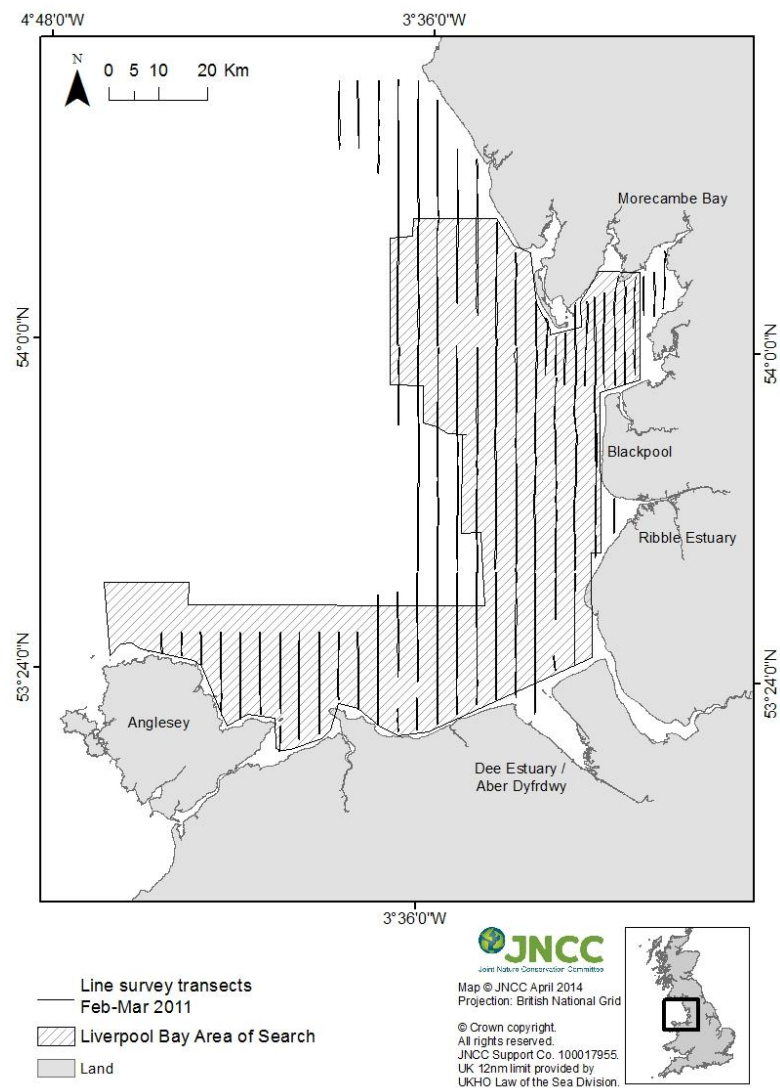 4°48'0"W
3°36'0"W
N
0 5 10 20 Km
Morecambe Bay
54°0'0"N
54°0'0"N
Blackpool
Ribble Estuary
53°24'0"N
53°24'0"N
Anglesey
Dee Estuary /
Aber Dyfrdwy
3°36'0"W
JNCC
Joint Nature Conservation Committee
Line survey transects
Feb-Mar 2011
Liverpool Bay Area of Search
Land
Map © JNCC April 2014
Projection: British National Grid
© Crown copyright.
All rights reserved.
JNCC Support Co. 100017955.
UK 12nm limit provided by
UKHO Law of the Sea Division.